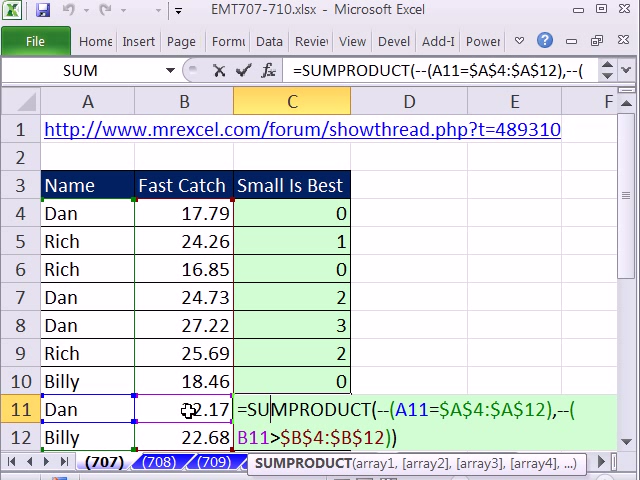 EMT707-710.xlsx - Microsoft Excel
File Home Insert Page Formu Data Review View Devel Add-I Power
SUM fx =SUMPRODUCT(--(A11=$A$4:$A$12),--(
A B C D E F
1 http://www.mrexcel.com/forum/showthread.php?t=489310
2
3 Name Fast Catch Small Is Best
4 Dan 17.79 0
5 Rich 24.26 1
6 Rich 16.85 0
7 Dan 24.73 2
8 Dan 27.22 3
9 Rich 25.69 2
10 Billy 18.46 0
11 Dan 2.17 =SUMPRODUCT(--(A11=$A$4:$A$12),--(
12 Billy 22.68 B11>$B$4:$B$12))
(707) (708) (709) SUMPRODUCT(array1, [array2], [array3], [array4], ...)